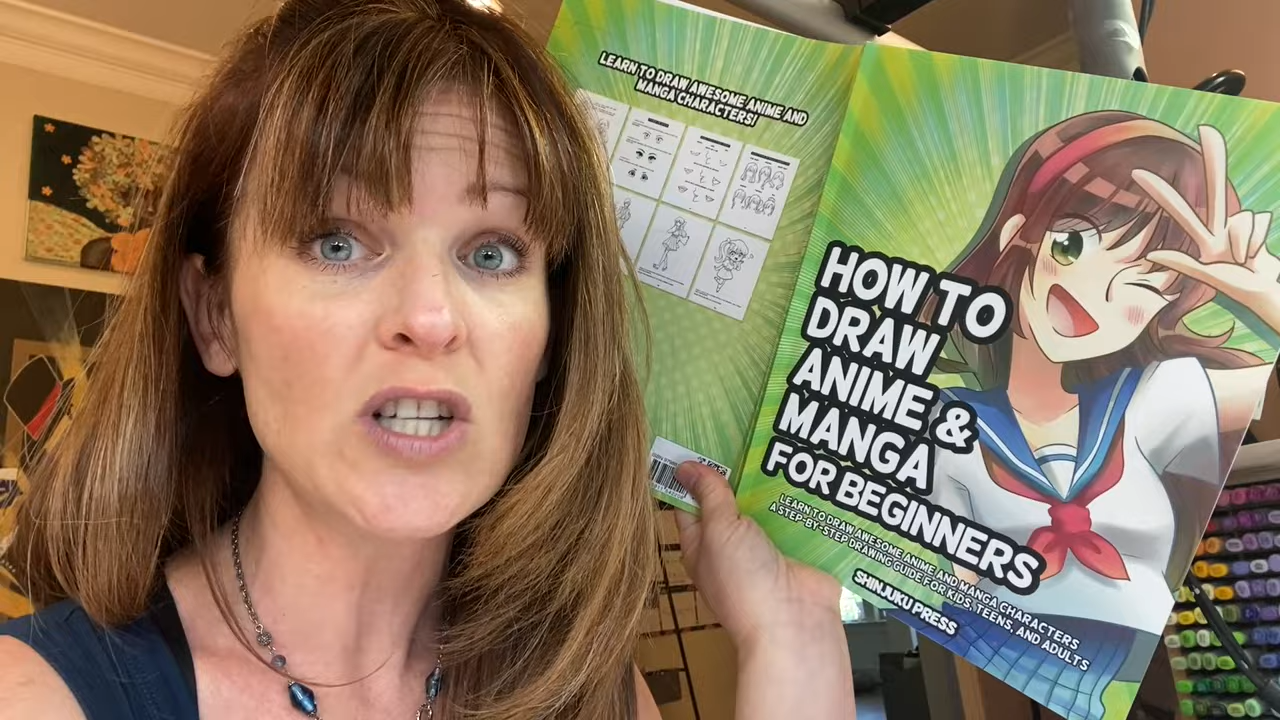 LEARN TO DRAW AWESOME ANIME AND
MANGA CHARACTERS!
HOW TO
DRAW
ANIME &
MANGA
FOR BEGINNERS
LEARN TO DRAW AWESOME ANIME AND MANGA CHARACTERS
A STEP-BY-STEP DRAWING GUIDE FOR KIDS, TEENS, AND ADULTS
SHINJUKU PRESS